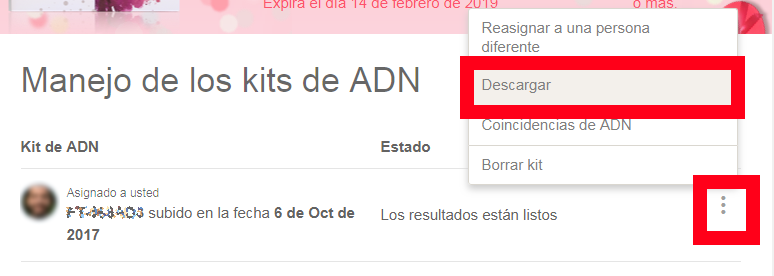 Expira el día 14 de febrero de 2019
o más.
Reasignar a una persona
diferente
Descargar
Manejo de los kits de ADN
Coincidencias de ADN
Kit de ADN
Estado
Borrar kit
Asignado a usted
subido en la fecha 6 de Oct de
2017
Los resultados están listos